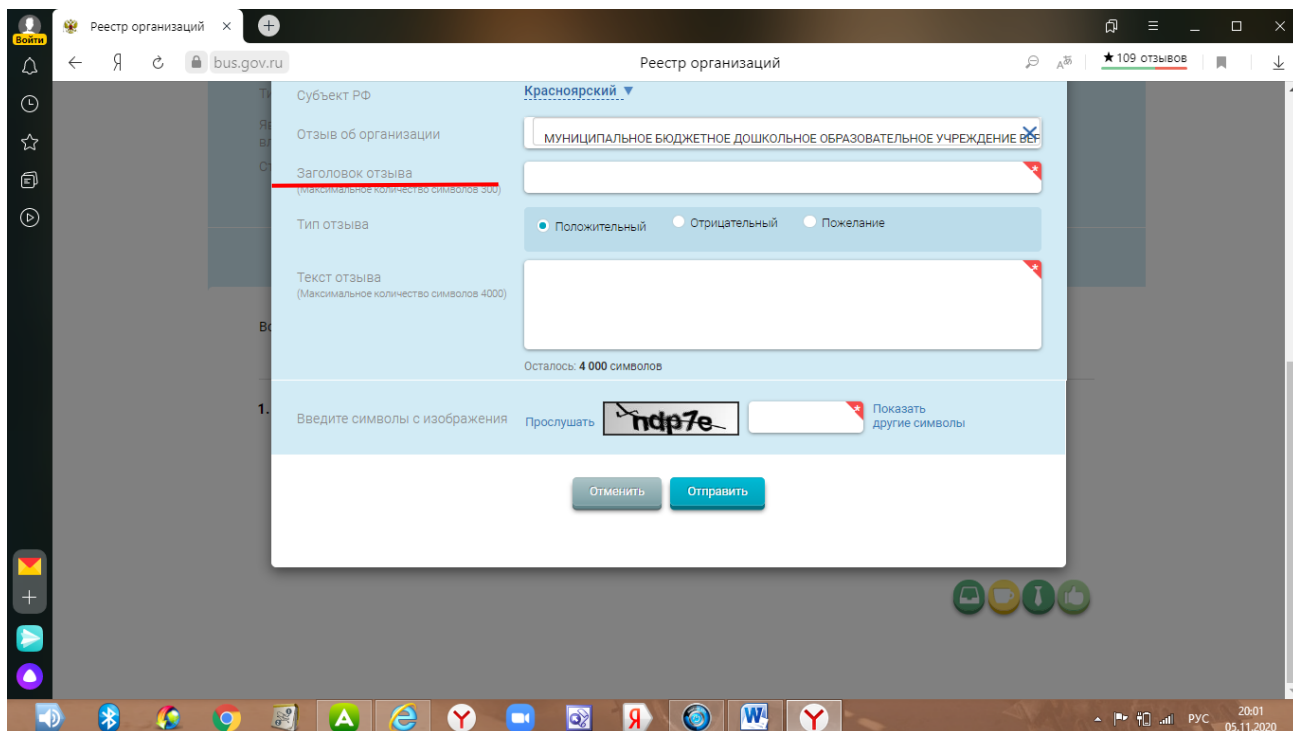 Войти
Реестр организаций
bus.gov.ru
Реестр организаций
★109 отзывов
Субъект РФ
Красноярский
Отзыв об организации
МУНИЦИПАЛЬНОЕ БЮДЖЕТНОЕ ДОШКОЛЬНОЕ ОБРАЗОВАТЕЛЬНОЕ УЧРЕЖДЕНИЕ
Заголовок отзыва
(Максимальное количество символов 300)
Тип отзыва
Положительный
Отрицательный
Пожелание
Текст отзыва
(Максимальное количество символов 4000)
Осталось: 4 000 символов
1.
Введите символы с изображения
Прослушать
ndp7e
Показать
другие символы
Отменить
Отправить
РУС
20:01
05.11.2020